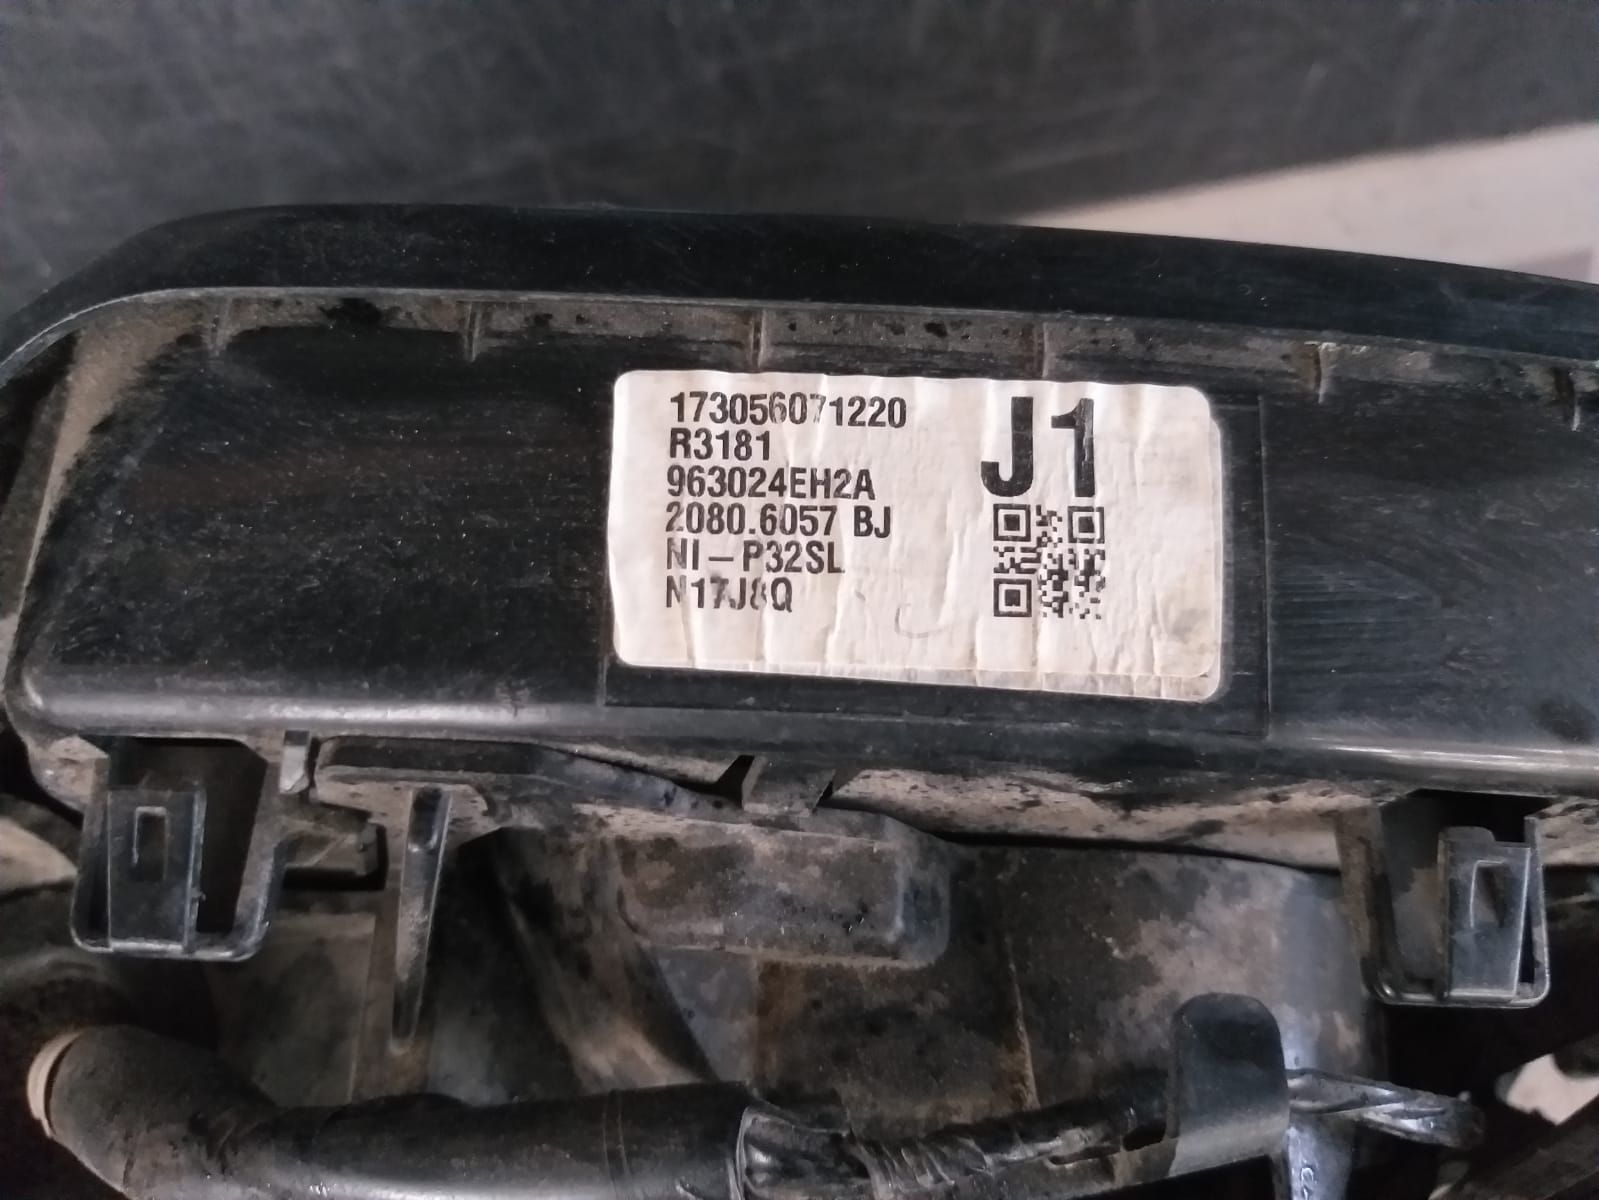 173056071220
R3181
963024EH2A
2080.6057 BJ
NI-P32SL
N17J8Q
J1